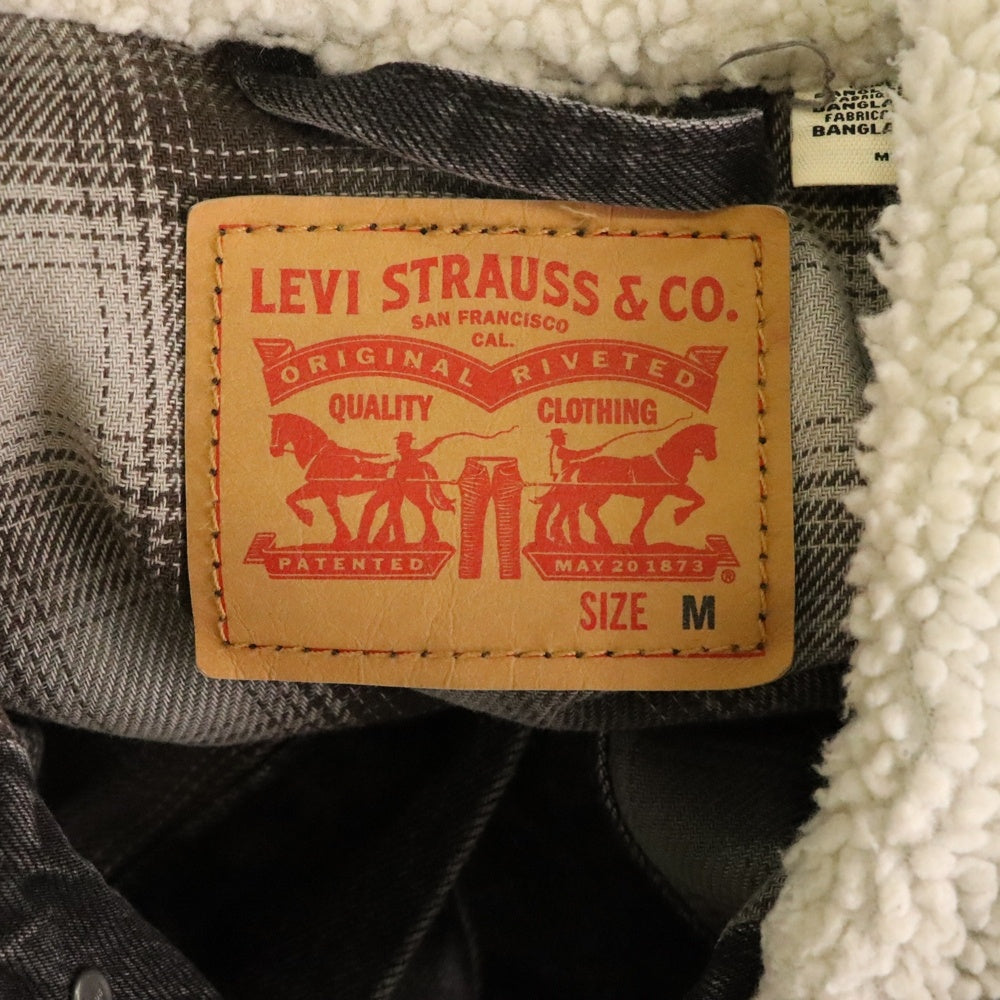 LEVI STRAUSS & CO.
SAN FRANCISCO
CAL.
ORIGINAL RIVETED
QUALITY CLOTHING
PATENTED MAY 20 1873 ®
SIZE M
BANGLA
FABRIC
BANGLA
M